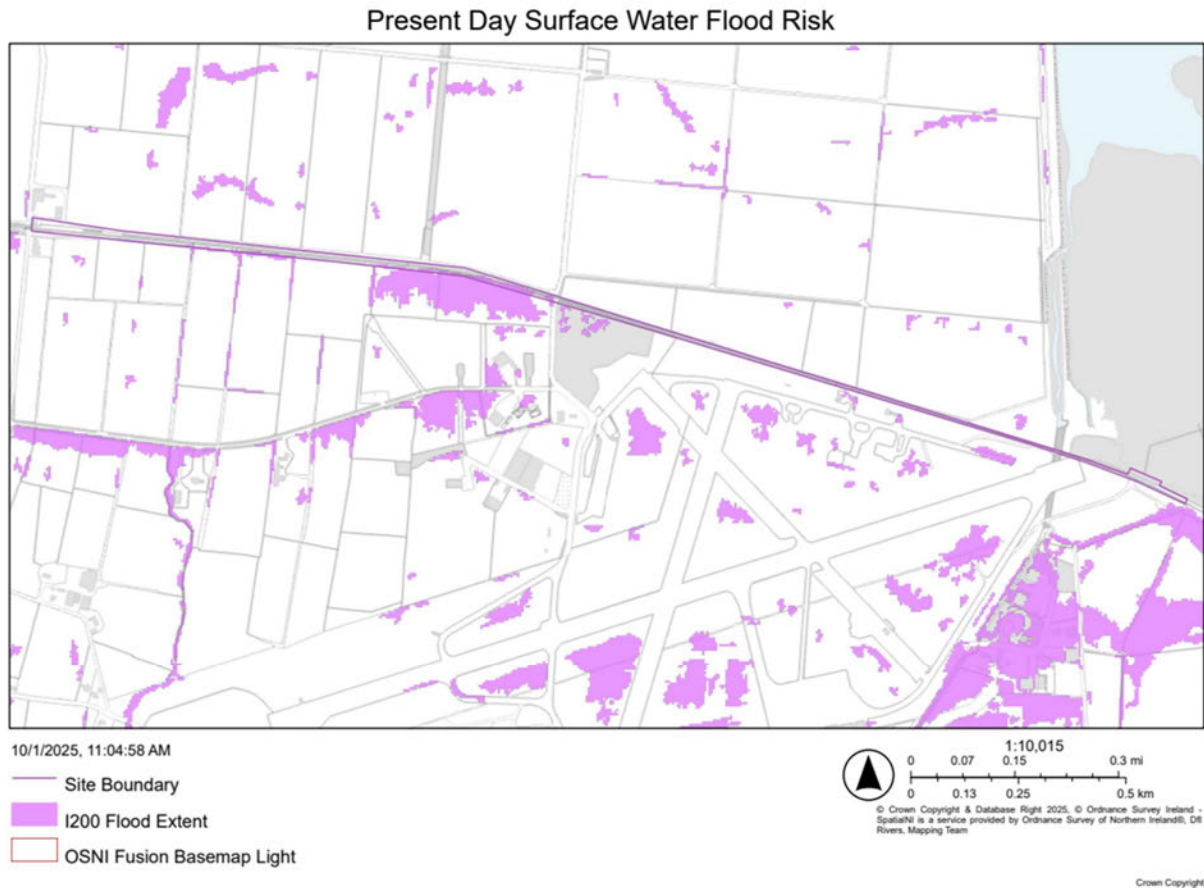 Present Day Surface Water Flood Risk
10/1/2025, 11:04:58 AM
Site Boundary
I200 Flood Extent
OSNI Fusion Basemap Light
1:10,015
0 0.07 0.15 0.3 mi
0 0.13 0.25 0.5 km
© Crown Copyright & Database Right 2025, © Ordnance Survey Ireland -
SpatialNI is a service provided by Ordnance Survey of Northern Ireland®, DfI
Rivers, Mapping Team
Crown Copyright